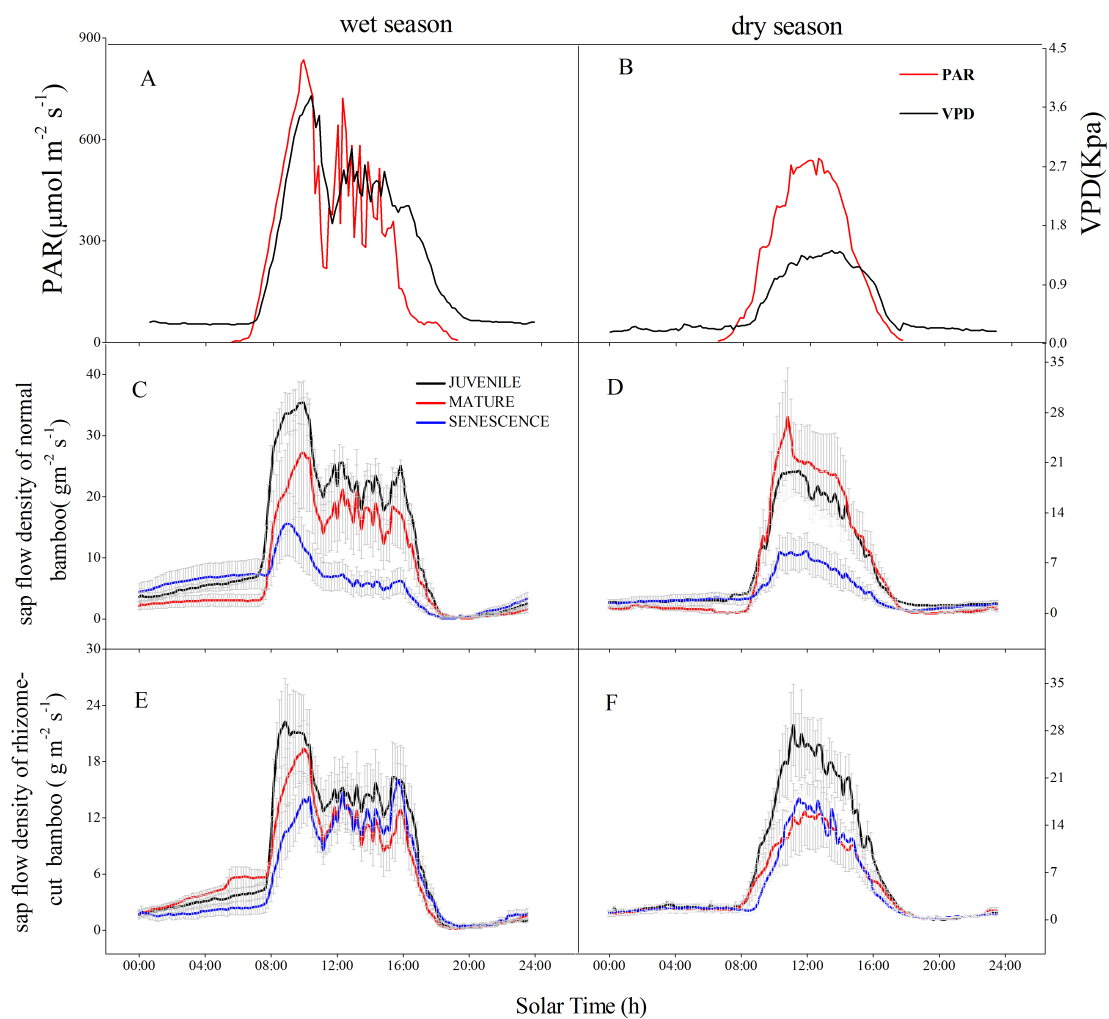 wet season
dry season
PAR(µmol m⁻² s⁻¹)
900
600
300
0
A
B
PAR
VPD
4.5
3.6
2.7
1.8
0.9
0.0
VPD(Kpa)
sap flow density of normal
bamboo( gm⁻² s⁻¹)
40
30
20
10
0
C
JUVENILE
MATURE
SENESCENCE
D
35
28
21
14
7
0
sap flow density of rhizome-
cut bamboo ( g m⁻² s⁻¹)
30
24
18
12
6
0
E
F
35
28
21
14
7
0
00:00 04:00 08:00 12:00 16:00 20:00 24:00 00:00 04:00 08:00 12:00 16:00 20:00 24:00
Solar Time (h)